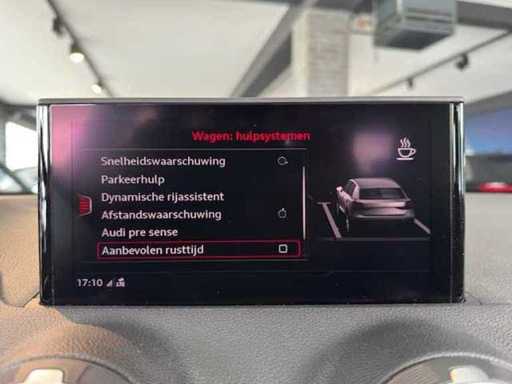 Wagen: hulpsystemen
Snelheidswaarschuwing
Parkeerhulp
Dynamische rijassistent
Afstandswaarschuwing
Audi pre sense
Aanbevolen rusttijd
17:10